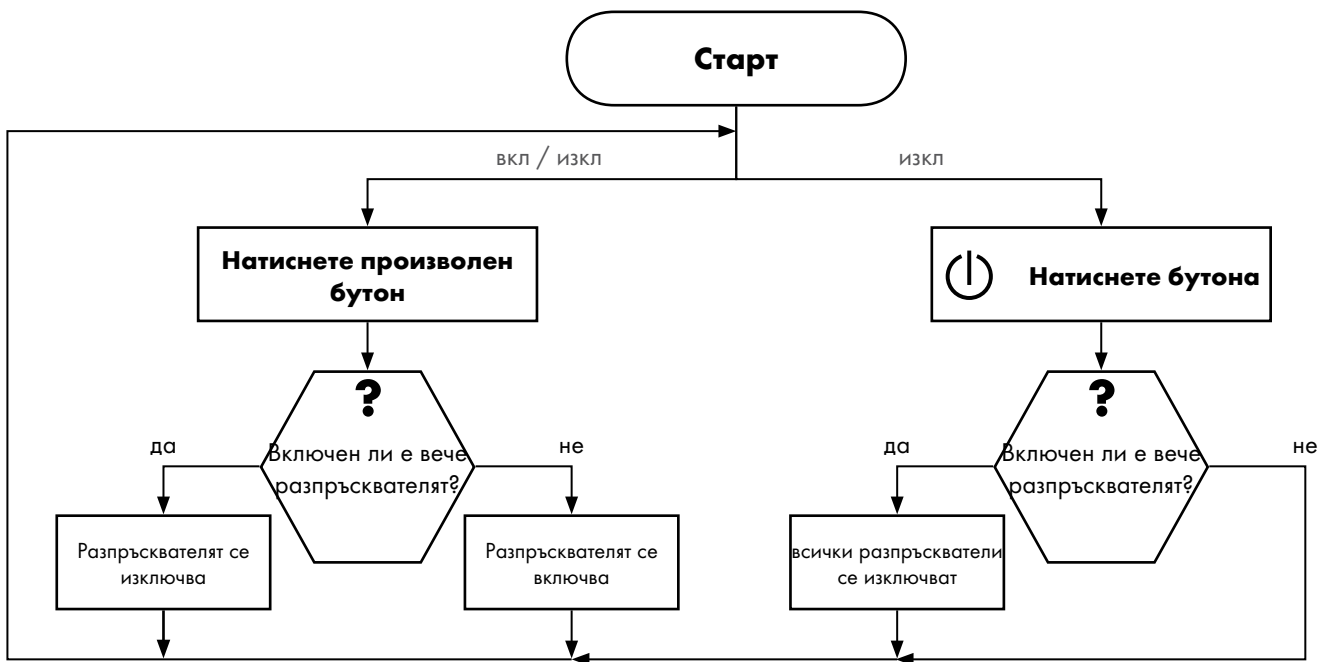 Старт
вкл / изкл
изкл
Натиснете произволен
бутон
Натиснете бутона
?
Включен ли е вече
разпръсквателят?
да
не
?
Включен ли е вече
разпръсквателят?
да
не
Разпръсквателят се
изключва
Разпръсквателят се
включва
всички разпръскватели
се изключват